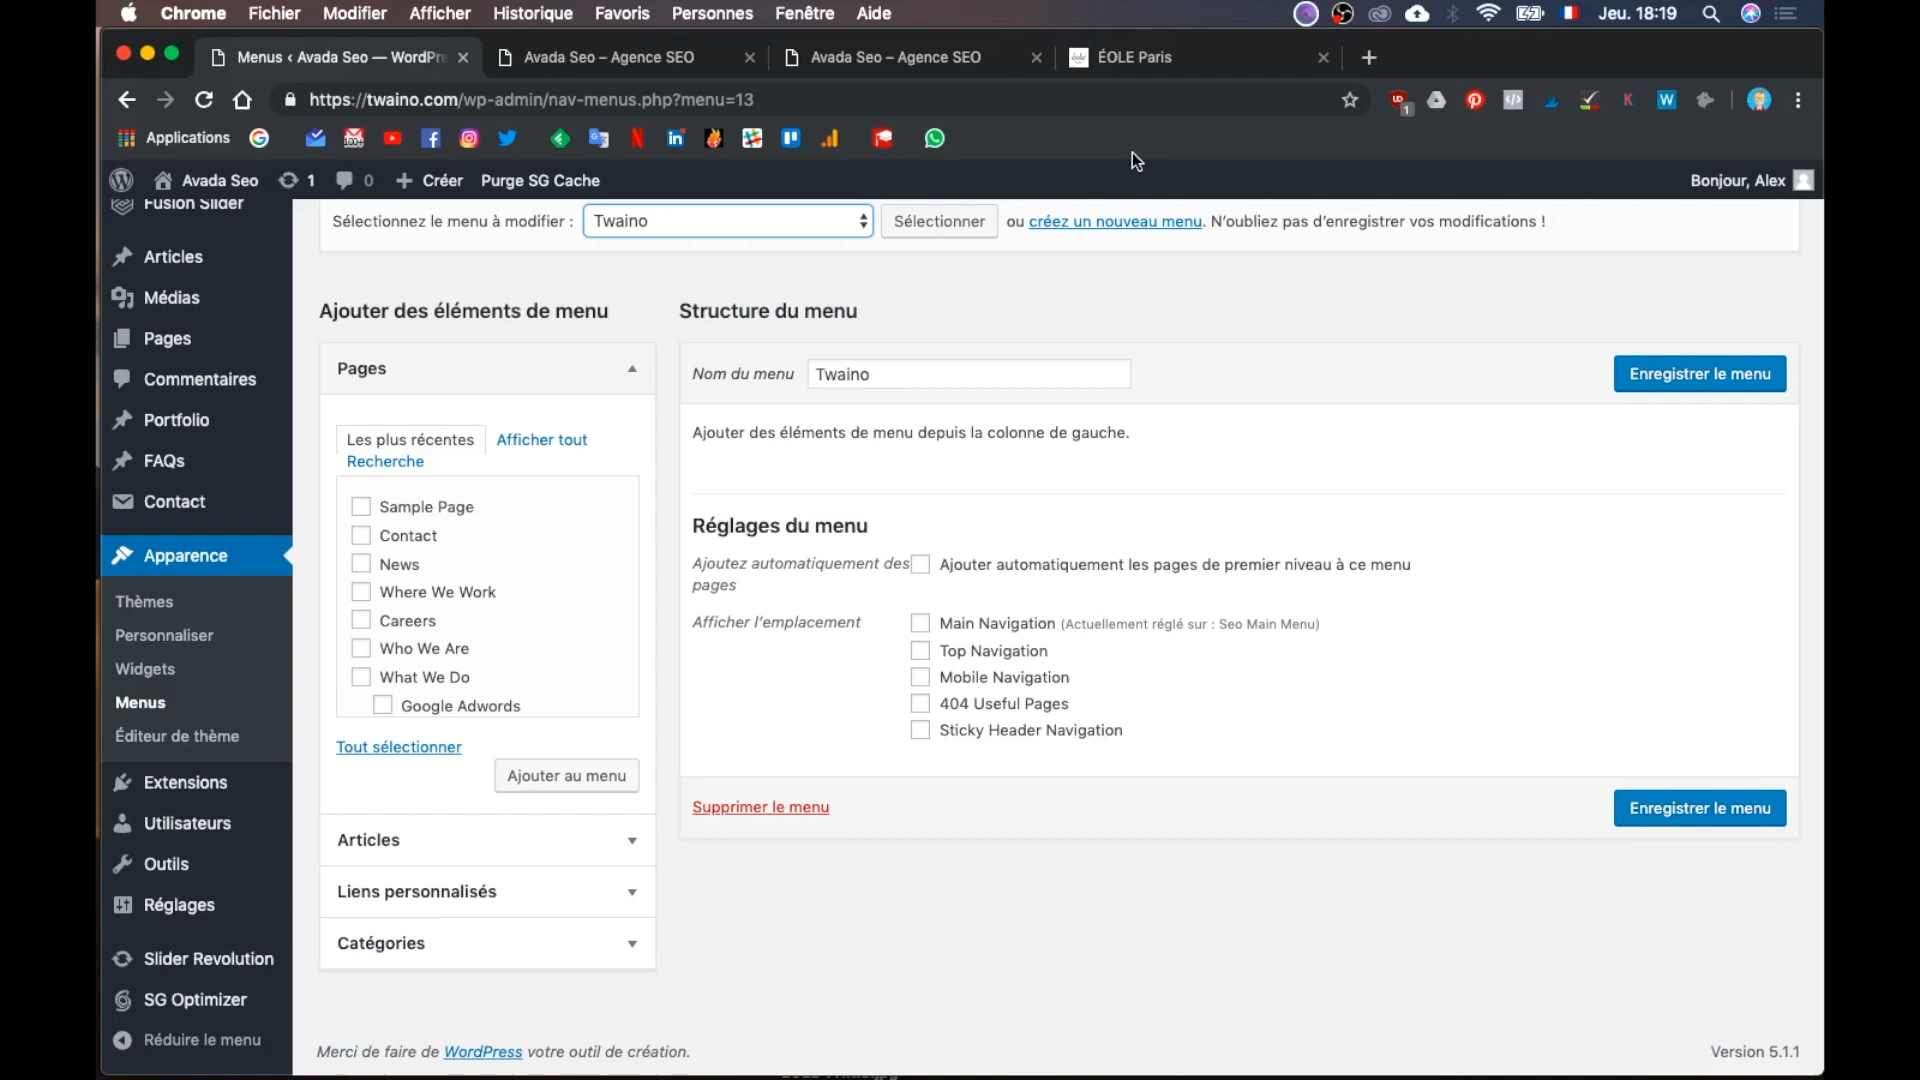 Chrome Fichier Modifier Afficher Historique Favoris Personnes Fenêtre Aide Jeu. 18:19
Menus ‹ Avada Seo — WordPre Avada Seo – Agence SEO Avada Seo – Agence SEO ÉOLE Paris
https://twaino.com/wp-admin/nav-menus.php?menu=13
Applications
Avada Seo 1 0 Créer Purge SG Cache Bonjour, Alex
Fusion Slider
Articles
Médias
Pages
Commentaires
Portfolio
FAQs
Contact
Apparence
Thèmes
Personnaliser
Widgets
Menus
Éditeur de thème
Extensions
Utilisateurs
Outils
Réglages
Slider Revolution
SG Optimizer
Réduire le menu
Sélectionnez le menu à modifier : Twaino Sélectionner ou créez un nouveau menu. N’oubliez pas d’enregistrer vos modifications !
Ajouter des éléments de menu
Pages
Les plus récentes Afficher tout
Recherche
Sample Page
Contact
News
Where We Work
Careers
Who We Are
What We Do
Google Adwords
Tout sélectionner
Ajouter au menu
Articles
Liens personnalisés
Catégories
Structure du menu
Nom du menu Twaino Enregistrer le menu
Ajouter des éléments de menu depuis la colonne de gauche.
Réglages du menu
Ajoutez automatiquement des pages Ajouter automatiquement les pages de premier niveau à ce menu
Afficher l’emplacement Main Navigation (Actuellement réglé sur : Seo Main Menu)
Top Navigation
Mobile Navigation
404 Useful Pages
Sticky Header Navigation
Supprimer le menu Enregistrer le menu
Merci de faire de WordPress votre outil de création. Version 5.1.1